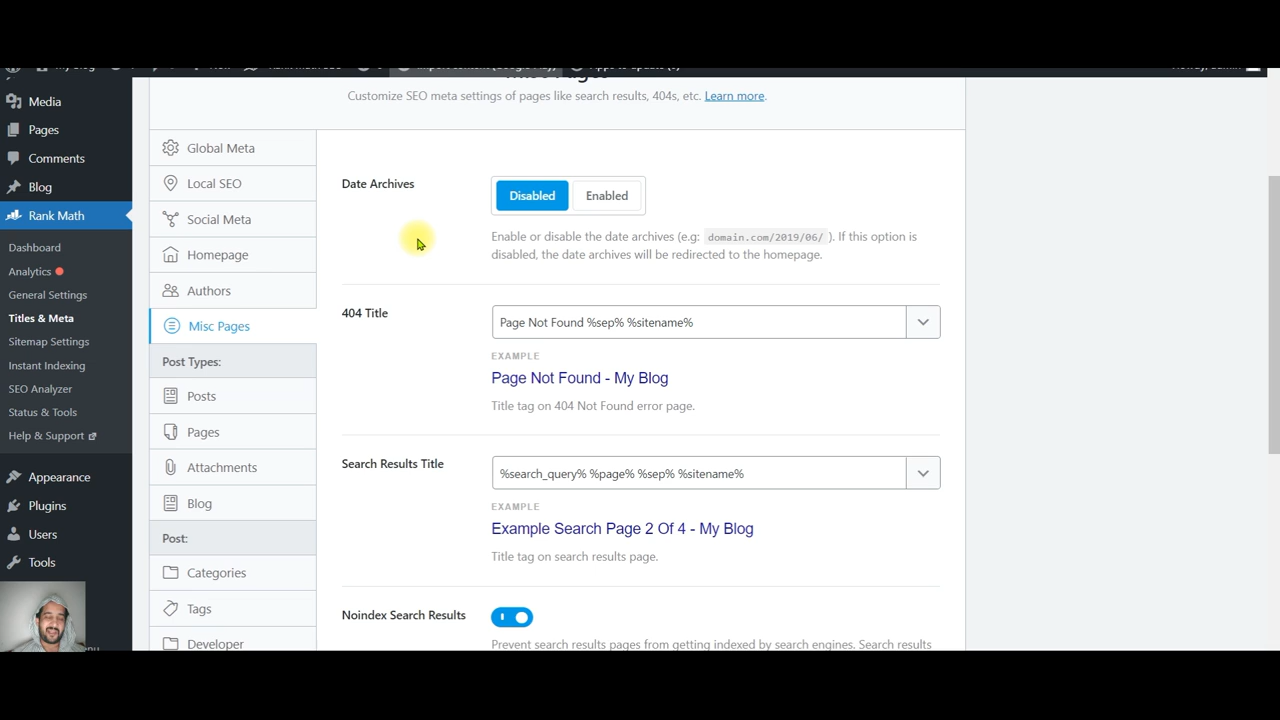 Misc Pages
Customize SEO meta settings of pages like search results, 404s, etc. Learn more.
Media
Pages
Comments
Blog
Rank Math
Dashboard
Analytics
General Settings
Titles & Meta
Sitemap Settings
Instant Indexing
SEO Analyzer
Status & Tools
Help & Support
Appearance
Plugins
Users
Tools
Global Meta
Local SEO
Social Meta
Homepage
Authors
Misc Pages
Post Types:
Posts
Pages
Attachments
Blog
Post:
Categories
Tags
Developer
Date Archives
Disabled
Enabled
Enable or disable the date archives (e.g: domain.com/2019/06/ ). If this option is
disabled, the date archives will be redirected to the homepage.
404 Title
Page Not Found %sep% %sitename%
EXAMPLE
Page Not Found - My Blog
Title tag on 404 Not Found error page.
Search Results Title
%search_query% %page% %sep% %sitename%
EXAMPLE
Example Search Page 2 Of 4 - My Blog
Title tag on search results page.
Noindex Search Results
Prevent search results pages from getting indexed by search engines. Search results